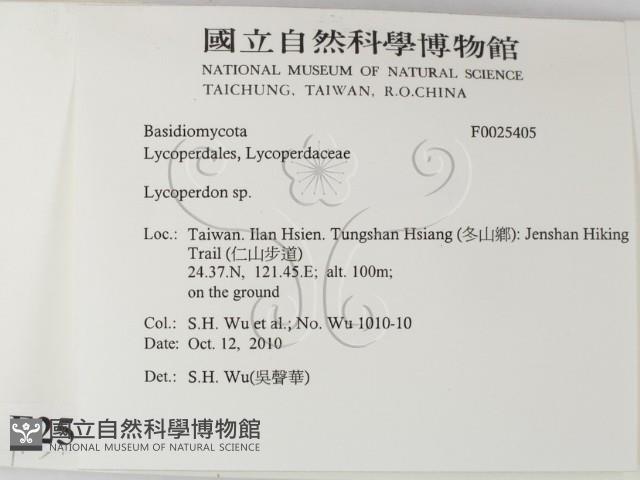 國立自然科學博物館
NATIONAL MUSEUM OF NATURAL SCIENCE
TAICHUNG, TAIWAN, R.O.CHINA
Basidiomycota F0025405
Lycoperdales, Lycoperdaceae
Lycoperdon sp.
Loc.: Taiwan. Ilan Hsien. Tungshan Hsiang (冬山鄉): Jenshan Hiking
Trail (仁山步道)
24.37.N, 121.45.E; alt. 100m;
on the ground
Col.: S.H. Wu et al.; No. Wu 1010-10
Date: Oct. 12, 2010
Det.: S.H. Wu(吳聲華)
國立自然科學博物館
NATIONAL MUSEUM OF NATURAL SCIENCE